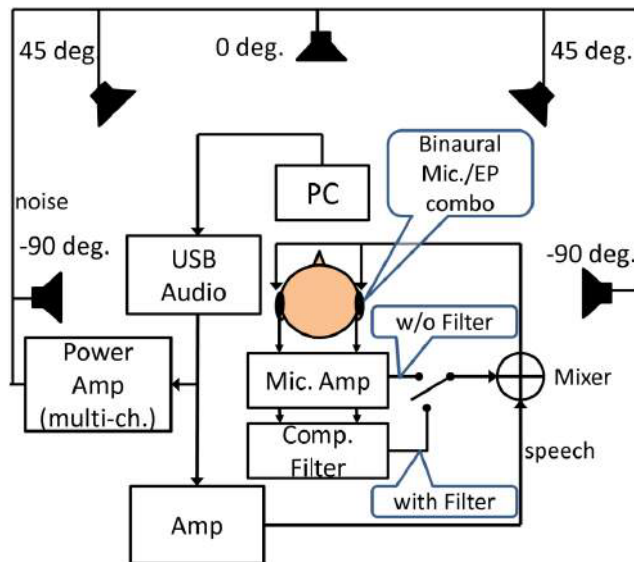 45 deg.
0 deg.
45 deg.
Binaural
Mic./EP
combo
PC
noise
-90 deg.
USB
Audio
-90 deg.
w/o Filter
Power
Amp
(multi-ch.)
Mic. Amp
Mixer
Comp.
Filter
speech
with Filter
Amp